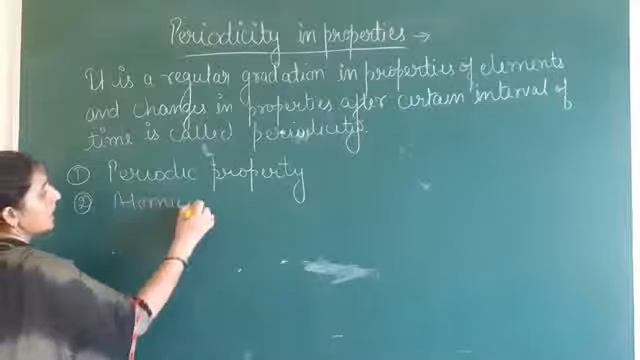 Periodicity in properties →
It is a regular gradation in properties of elements
and changes in properties after certain interval of
time is called periodicity.
① Periodic property
② Atomic